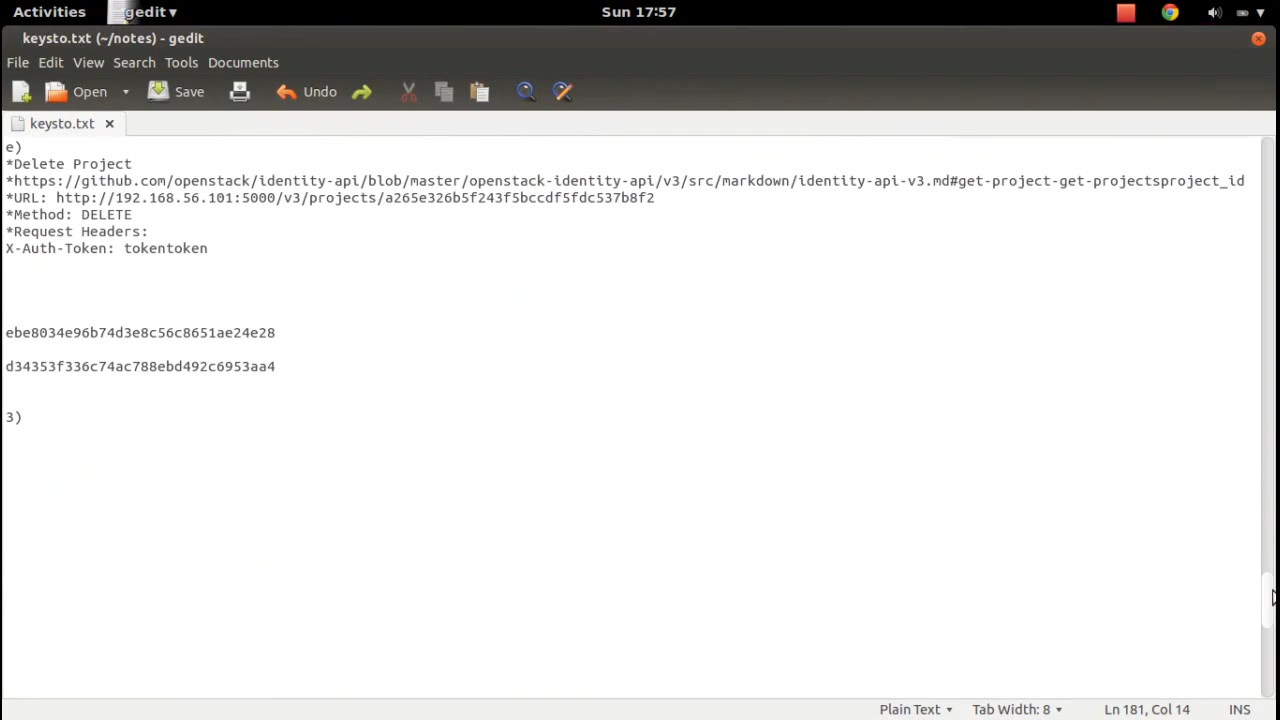 Activities gedit ▾ Sun 17:57
keysto.txt (~/notes) - gedit
File Edit View Search Tools Documents
Open Save Undo
keysto.txt
e)
*Delete Project
*https://github.com/openstack/identity-api/blob/master/openstack-identity-api/v3/src/markdown/identity-api-v3.md#get-project-get-projectsproject_id
*URL: http://192.168.56.101:5000/v3/projects/a265e326b5f243f5bccdf5fdc537b8f2
*Method: DELETE
*Request Headers:
X-Auth-Token: tokentoken
ebe8034e96b74d3e8c56c8651ae24e28
d34353f336c74ac788ebd492c6953aa4
3)
Plain Text Tab Width: 8 Ln 181, Col 14 INS